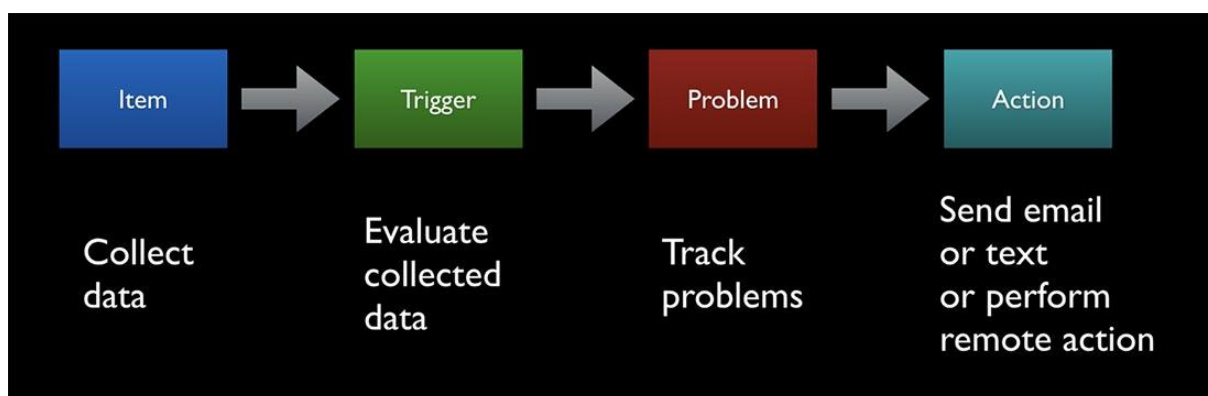 Item
Trigger
Problem
Action
Collect
data
Evaluate
collected
data
Track
problems
Send email
or text
or perform
remote action